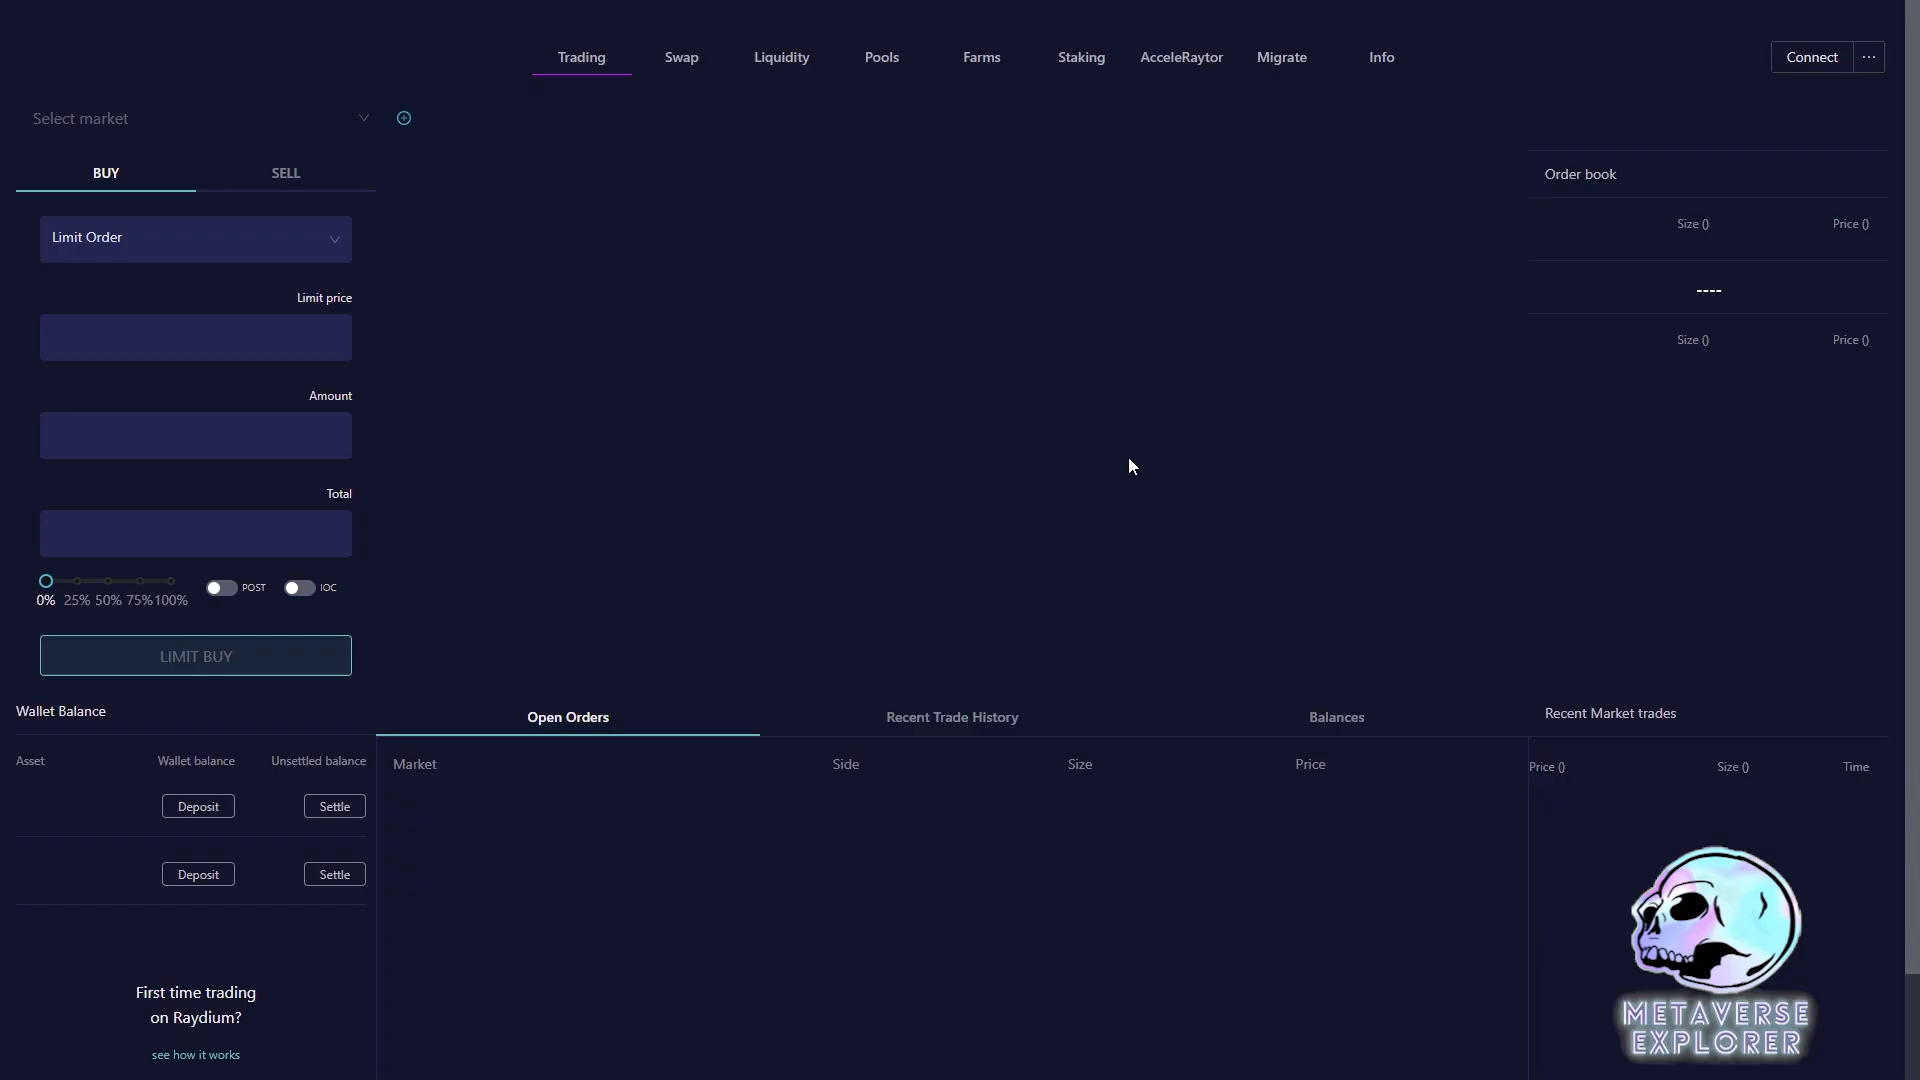 Trading
Swap
Liquidity
Pools
Farms
Staking
AcceleRaytor
Migrate
Info
Connect
Select market
BUY
SELL
Limit Order
Limit price
Amount
Total
0% 25% 50% 75% 100%
POST
IOC
LIMIT BUY
Order book
Size () Price ()
----
Size () Price ()
Wallet Balance
Asset Wallet balance Unsettled balance
Deposit Settle
Deposit Settle
First time trading
on Raydium?
see how it works
Open Orders
Recent Trade History
Balances
Market Side Size Price
Recent Market trades
Price () Size () Time
METAVERSE
EXPLORER